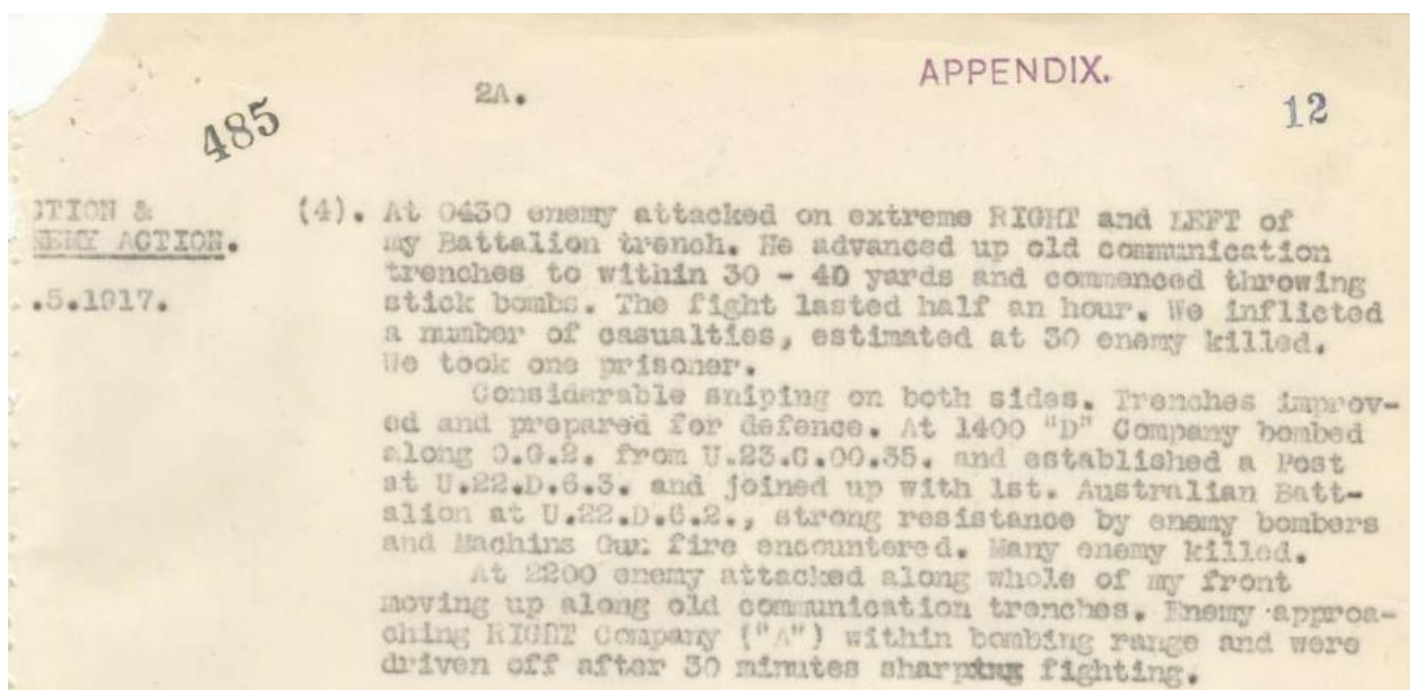 APPENDIX.
2A.
12
485
CTION &
NEMY ACTION.
.5.1917.
(4). At 0430 enemy attacked on extreme RIGHT and LEFT of
my Battalion trench. He advanced up old communication
trenches to within 30 - 40 yards and commenced throwing
stick bombs. The fight lasted half an hour. We inflicted
a number of casualties, estimated at 30 enemy killed.
We took one prisoner.
Considerable sniping on both sides. Trenches improv-
ed and prepared for defence. At 1400 "D" Company bombed
along O.G.2. from U.23.C.00.35. and established a Post
at U.22.D.6.3. and joined up with 1st. Australian Batt-
alion at U.22.D.6.2., strong resistance by enemy bombers
and Machins Gun fire encountered. Many enemy killed.
At 2200 enemy attacked along whole of my front
moving up along old communication trenches. Enemy approa-
ching RIGHT Company ("A") within bombing range and were
driven off after 30 minutes sharp fighting.